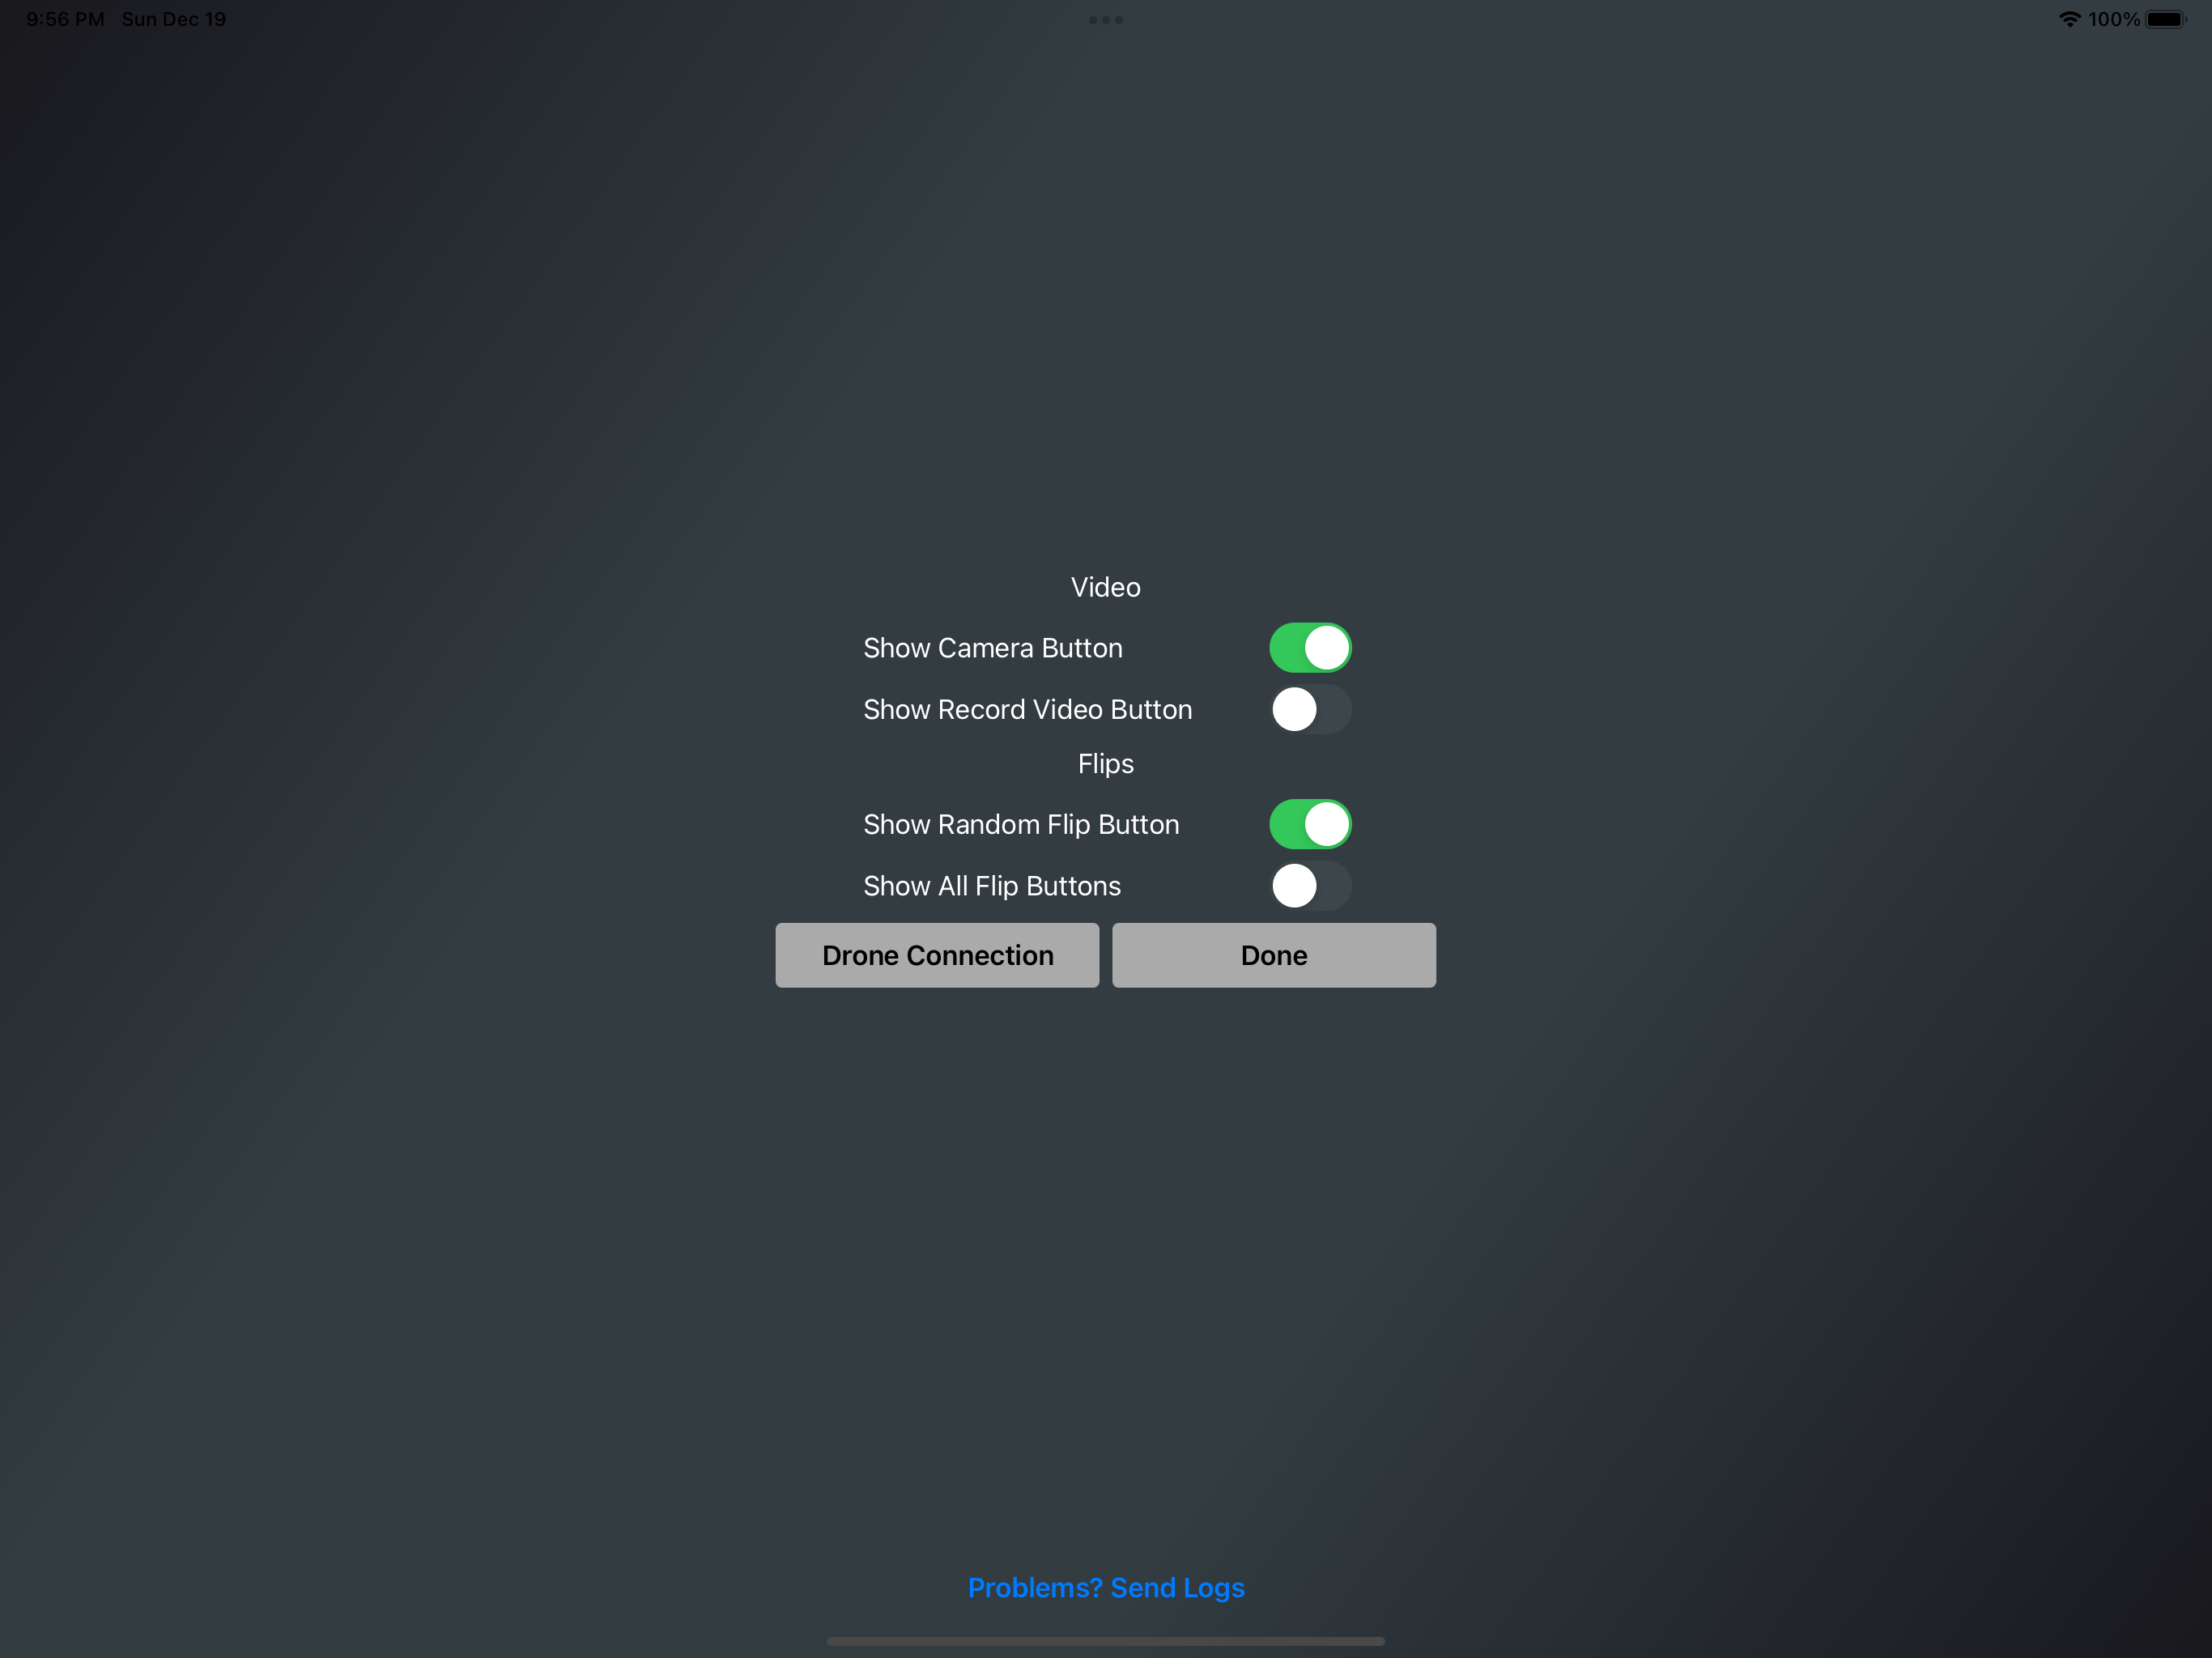 9:56 PM Sun Dec 19
100%
Video
Show Camera Button
Show Record Video Button
Flips
Show Random Flip Button
Show All Flip Buttons
Drone Connection
Done
Problems? Send Logs